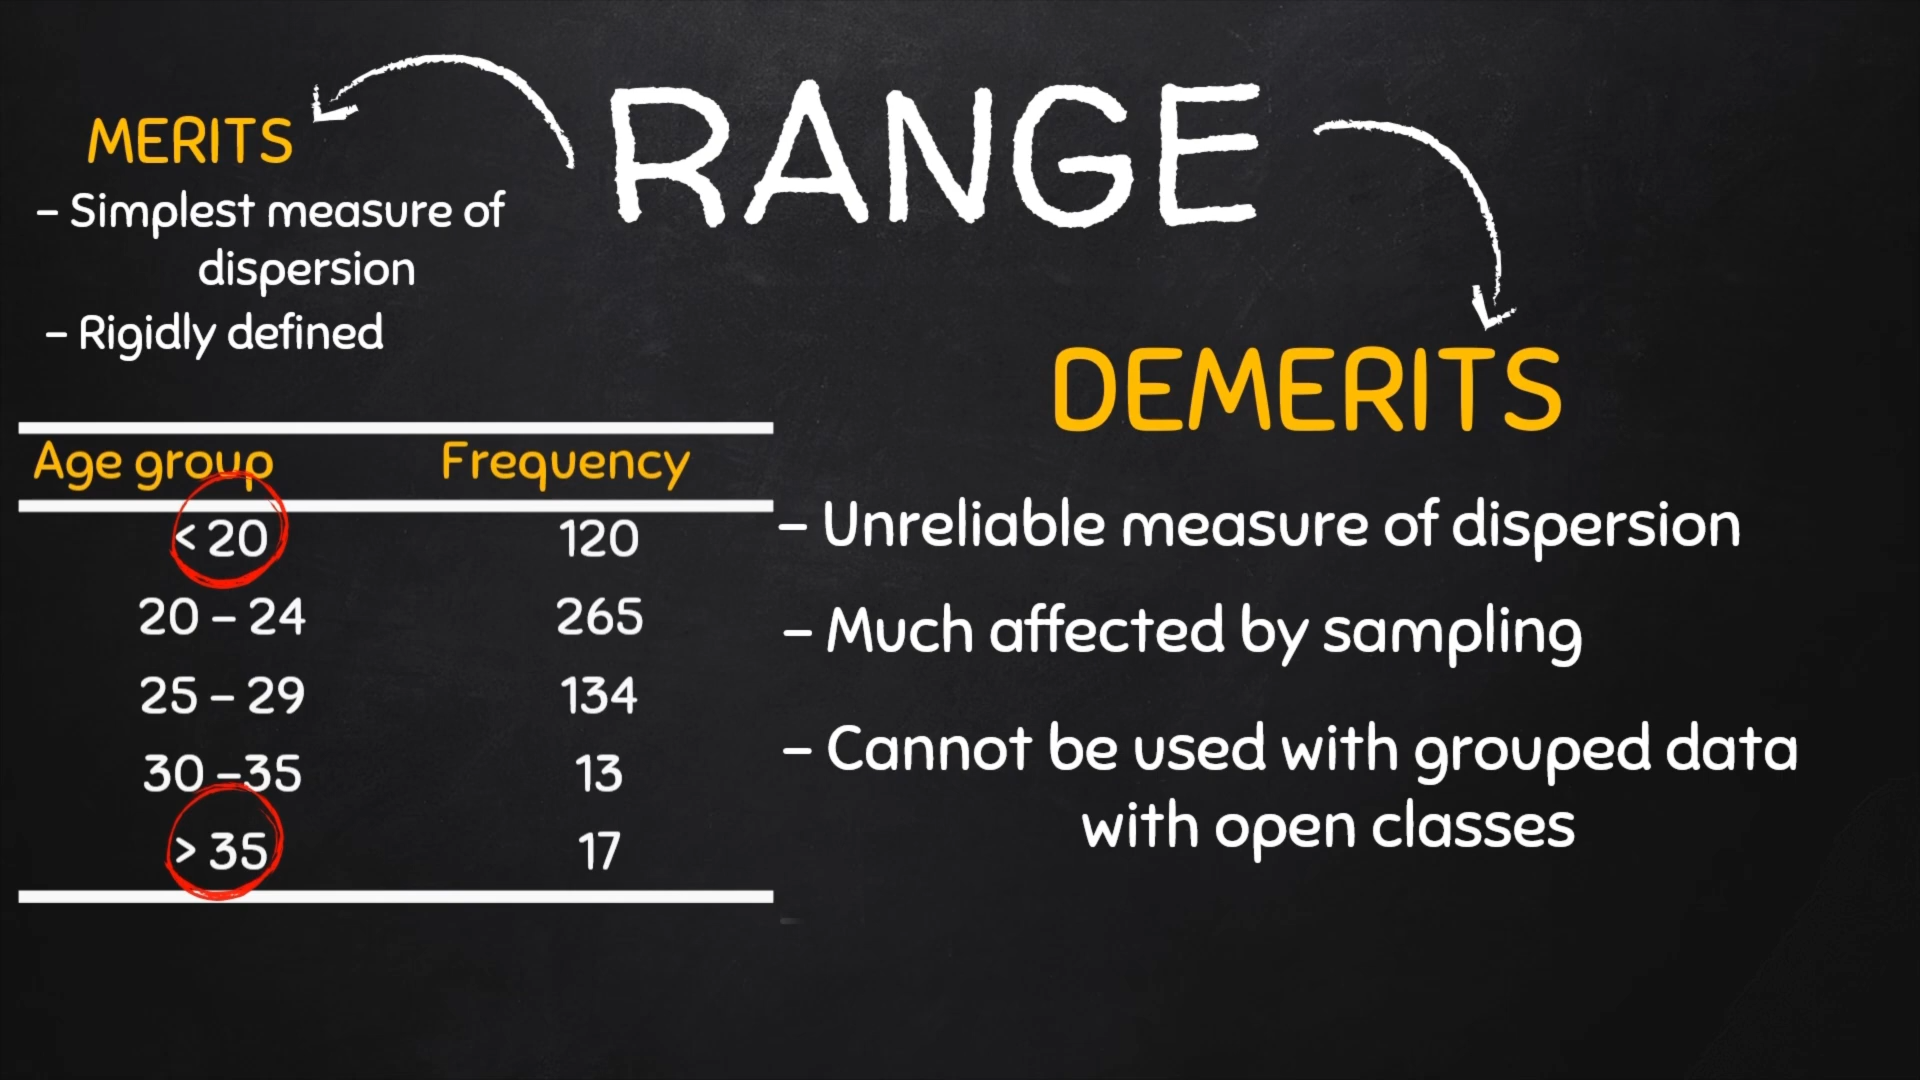 RANGE
MERITS
- Simplest measure of
dispersion
- Rigidly defined
Age group Frequency
< 20 120
20 - 24 265
25 - 29 134
30 -35 13
> 35 17
DEMERITS
- Unreliable measure of dispersion
- Much affected by sampling
- Cannot be used with grouped data
with open classes